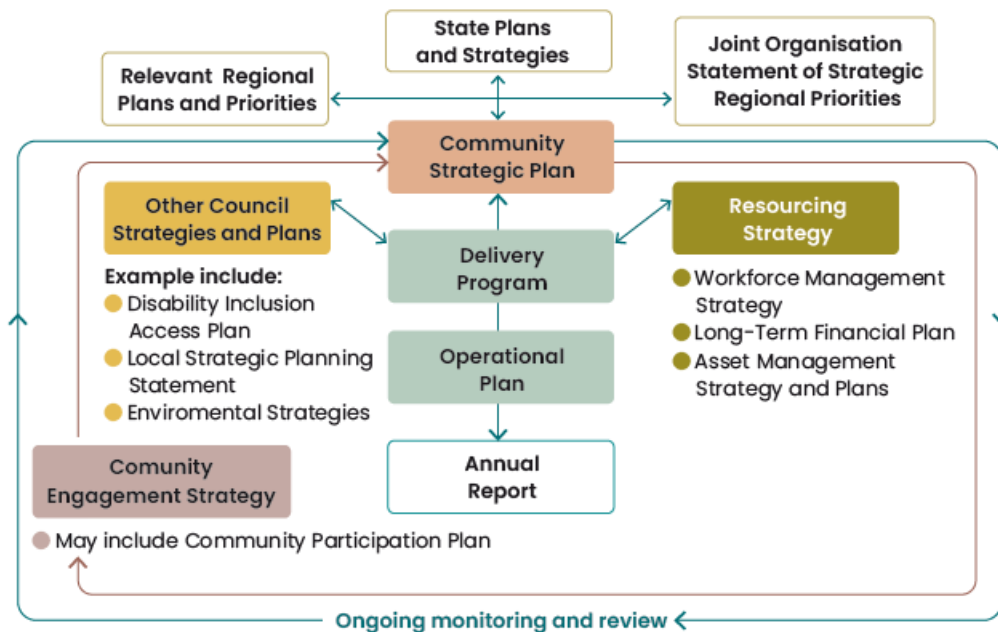 State Plans
and Strategies
Relevant Regional
Plans and Priorities
Joint Organisation
Statement of Strategic
Regional Priorities
Community
Strategic Plan
Other Council
Strategies and Plans
Example include:
Disability Inclusion
Access Plan
Local Strategic Planning
Statement
Enviromental Strategies
Delivery
Program
Operational
Plan
Annual
Report
Resourcing
Strategy
Workforce Management
Strategy
Long-Term Financial Plan
Asset Management
Strategy and Plans
Comunity
Engagement Strategy
May include Community Participation Plan
Ongoing monitoring and review